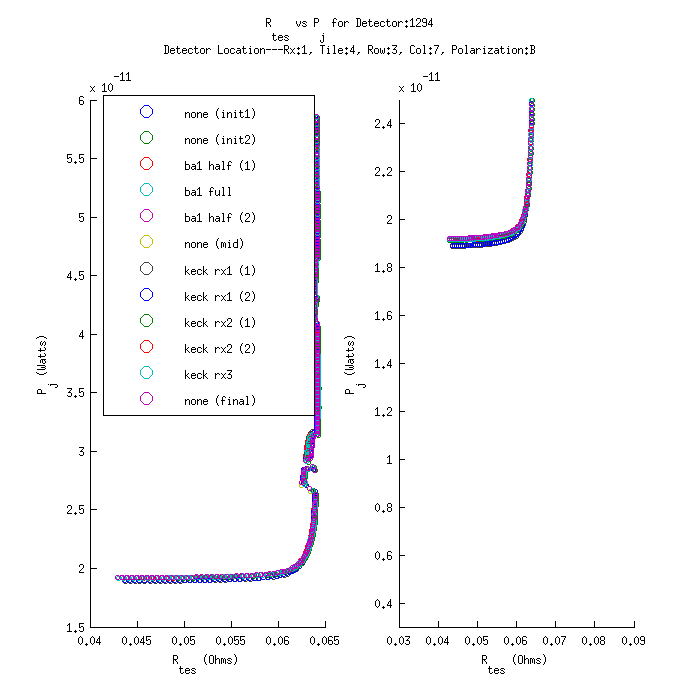 R_tes vs P_j for Detector:1294
Detector Location---Rx:1, Tile:4, Row:3, Col:7, Polarization:B
x 10^-11
6
5.5
5
4.5
4
3.5
3
2.5
2
1.5
P_j (Watts)
0.04 0.045 0.05 0.055 0.06 0.065
R_tes (Ohms)
none (init1)
none (init2)
ba1 half (1)
ba1 full
ba1 half (2)
none (mid)
keck rx1 (1)
keck rx1 (2)
keck rx2 (1)
keck rx2 (2)
keck rx3
none (final)
x 10^-11
2.4
2.2
2
1.8
1.6
1.4
1.2
1
0.8
0.6
0.4
P_j (Watts)
0.03 0.04 0.05 0.06 0.07 0.08 0.09
R_tes (Ohms)